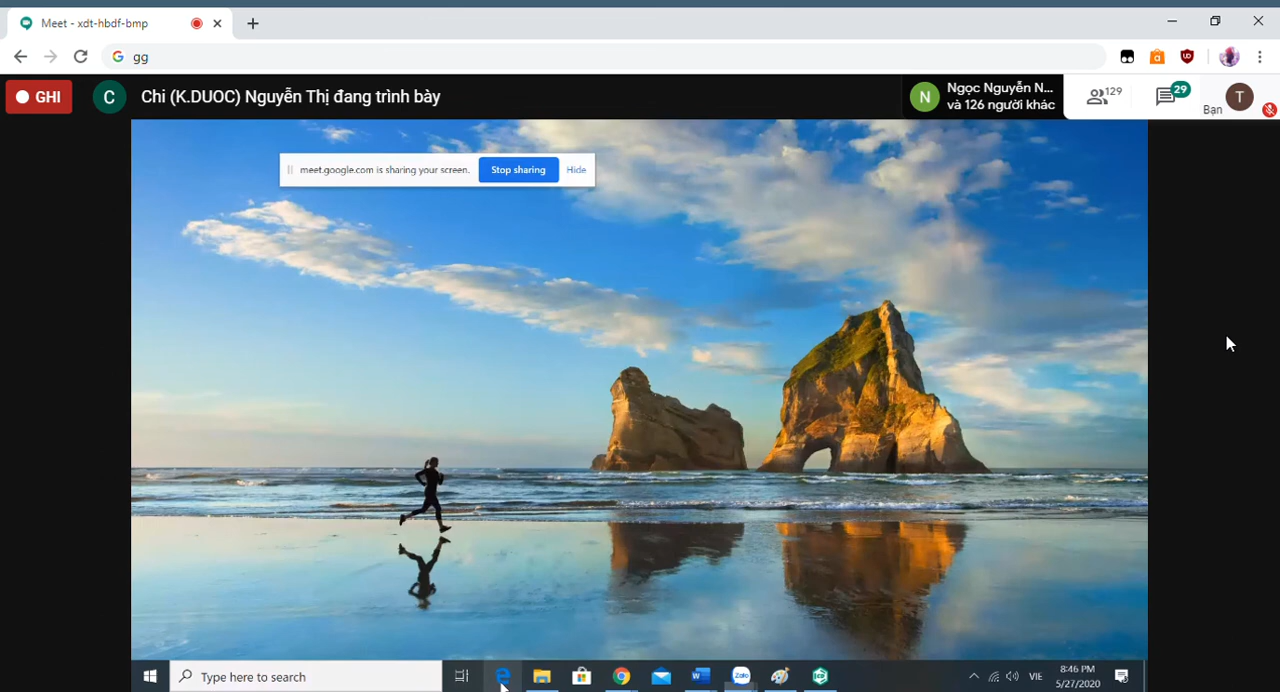 Meet - xdt-hbdf-bmp
gg
GHI
C
Chi (K.DUOC) Nguyễn Thị đang trình bày
N
Ngọc Nguyễn N...
và 126 người khác
129
29
Bạn
T
meet.google.com is sharing your screen.
Stop sharing
Hide
Type here to search
Zalo
VIE
8:46 PM
5/27/2020